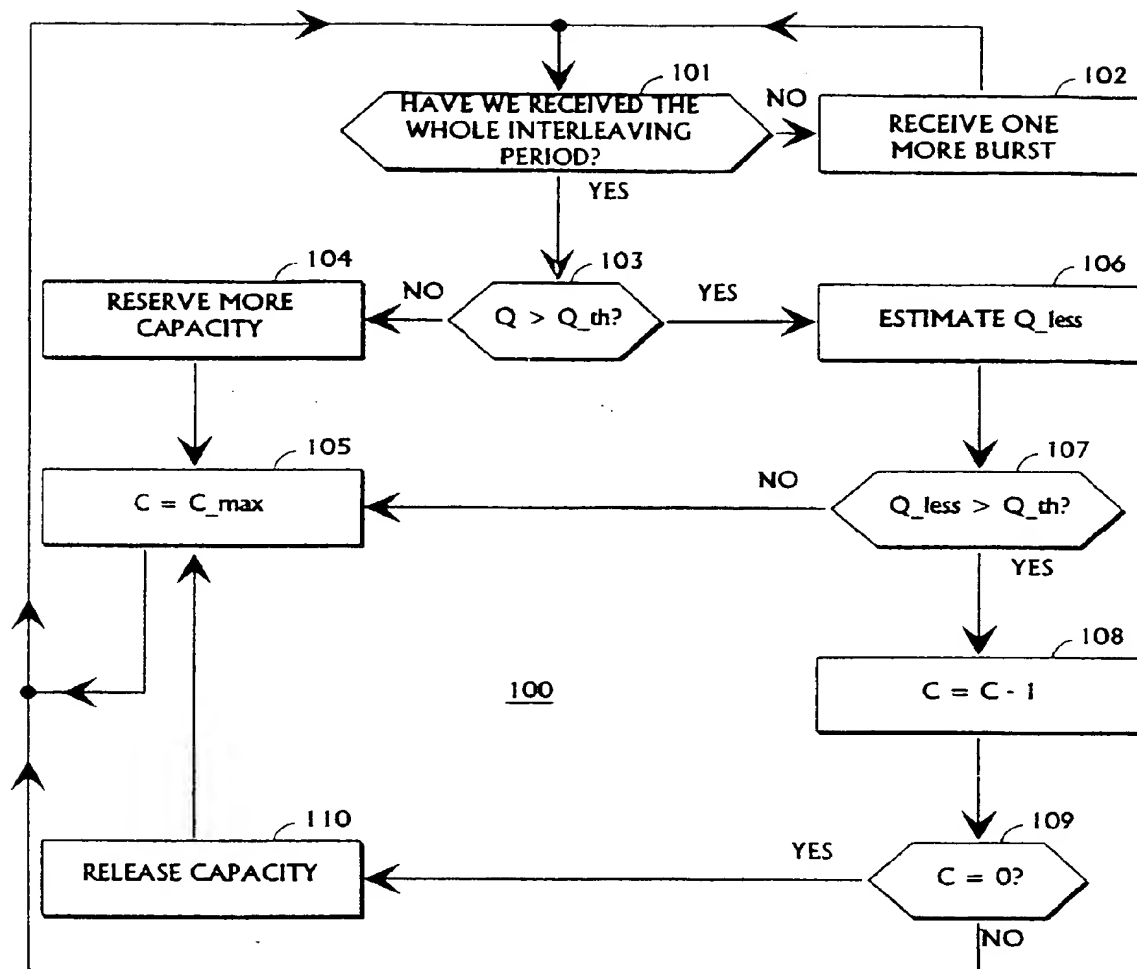 101
HAVE WE RECEIVED THE
WHOLE INTERLEAVING
PERIOD?
NO
102
RECEIVE ONE
MORE BURST
YES
104
RESERVE MORE
CAPACITY
NO
103
Q > Q_th?
YES
106
ESTIMATE Q_less
105
C = C_max
NO
107
Q_less > Q_th?
YES
108
C = C - 1
100
110
RELEASE CAPACITY
YES
109
C = 0?
NO